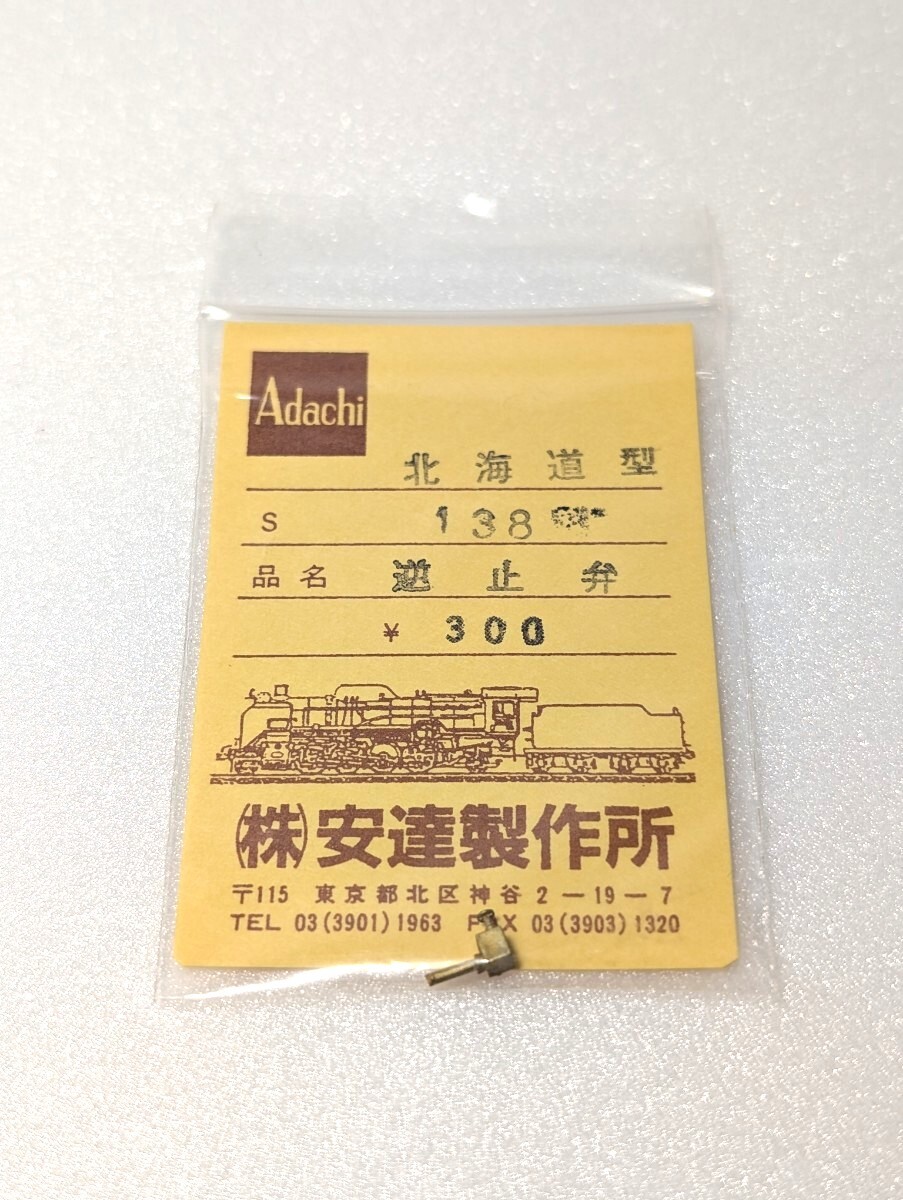 Adachi
北海道型
S 138
品名 逆止弁
¥ 300
(株)安達製作所
〒115 東京都北区神谷2-19-7
TEL 03(3901)1963 FAX 03(3903)1320